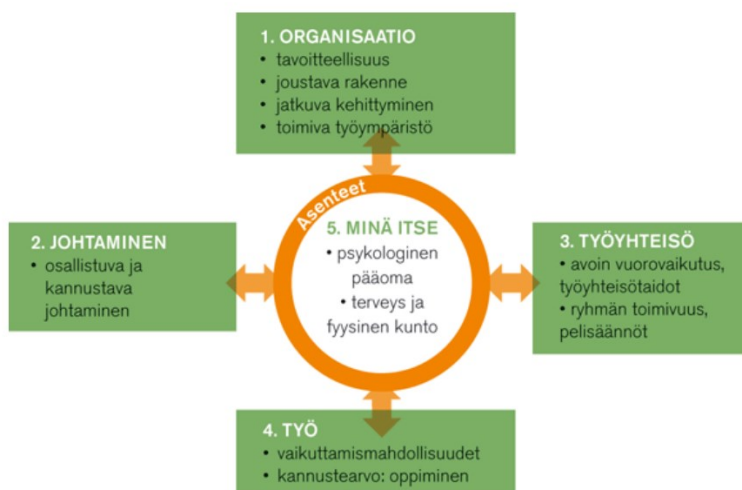 1. ORGANISAATIO
• tavoitteellisuus
• joustava rakenne
• jatkuva kehittyminen
• toimiva työympäristö
Asenteet
2. JOHTAMINEN
• osallistuva ja
kannustava
johtaminen
5. MINÄ ITSE
• psykologinen
pääoma
• terveys ja
fyysinen kunto
3. TYÖYHTEISÖ
• avoin vuorovaikutus,
työyhteisötaidot
• ryhmän toimivuus,
pelisäännöt
4. TYÖ
• vaikuttamismahdollisuudet
• kannustearvo: oppiminen